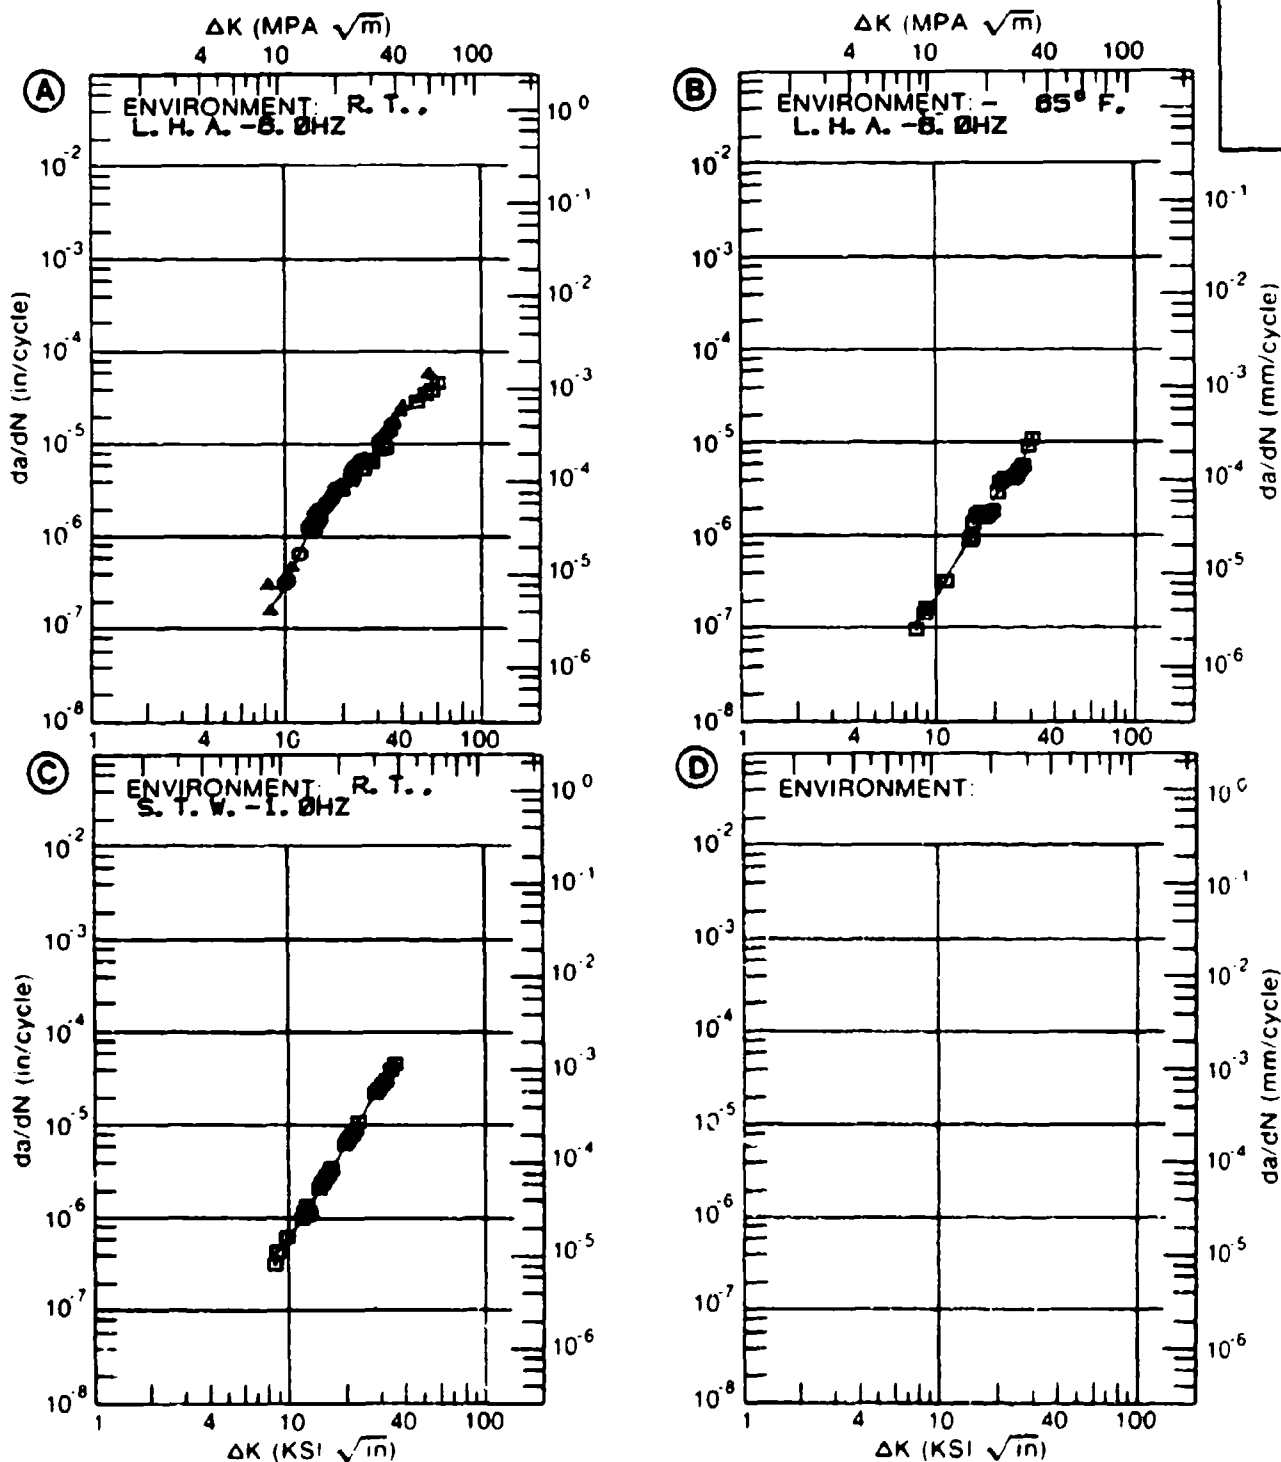 ΔK (MPA √m)
4 10 40 100
A
ENVIRONMENT: R. T..
L. H. A. -6. 0HZ
da/dN (in/cycle)
10⁻²
10⁻³
10⁻⁴
10⁻⁵
10⁻⁶
10⁻⁷
10⁻⁸
10⁰
10⁻¹
10⁻²
10⁻³
10⁻⁴
10⁻⁵
10⁻⁶
1 4 10 40 100
ΔK (MPA √m)
4 10 40 100
B
ENVIRONMENT: - 65° F.
L. H. A. -6. 0HZ
10⁻²
10⁻³
10⁻⁴
10⁻⁵
10⁻⁶
10⁻⁷
10⁻⁸
10⁻¹
10⁻²
10⁻³
10⁻⁴
10⁻⁵
10⁻⁶
da/dN (mm/cycle)
1 4 10 40 100
C
ENVIRONMENT: R. T..
S. T. W. -1. 0HZ
da/dN (in/cycle)
10⁻²
10⁻³
10⁻⁴
10⁻⁵
10⁻⁶
10⁻⁷
10⁻⁸
10⁰
10⁻¹
10⁻²
10⁻³
10⁻⁴
10⁻⁵
10⁻⁶
1 4 10 40 100
ΔK (KSI √in)
D
ENVIRONMENT:
10⁻²
10⁻³
10⁻⁴
10⁻⁵
10⁻⁶
10⁻⁷
10⁻⁸
10⁰
10⁻¹
10⁻²
10⁻³
10⁻⁴
10⁻⁵
10⁻⁶
da/dN (mm/cycle)
1 4 10 40 100
ΔK (KSI √in)